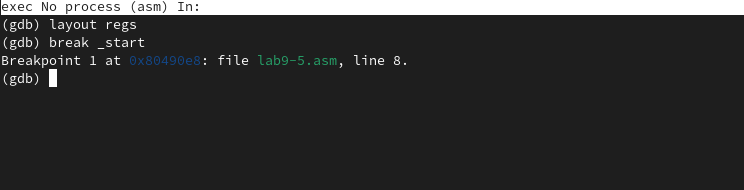 exec No process (asm) In:
(gdb) layout regs
(gdb) break _start
Breakpoint 1 at 0x80490e8: file lab9-5.asm, line 8.
(gdb)